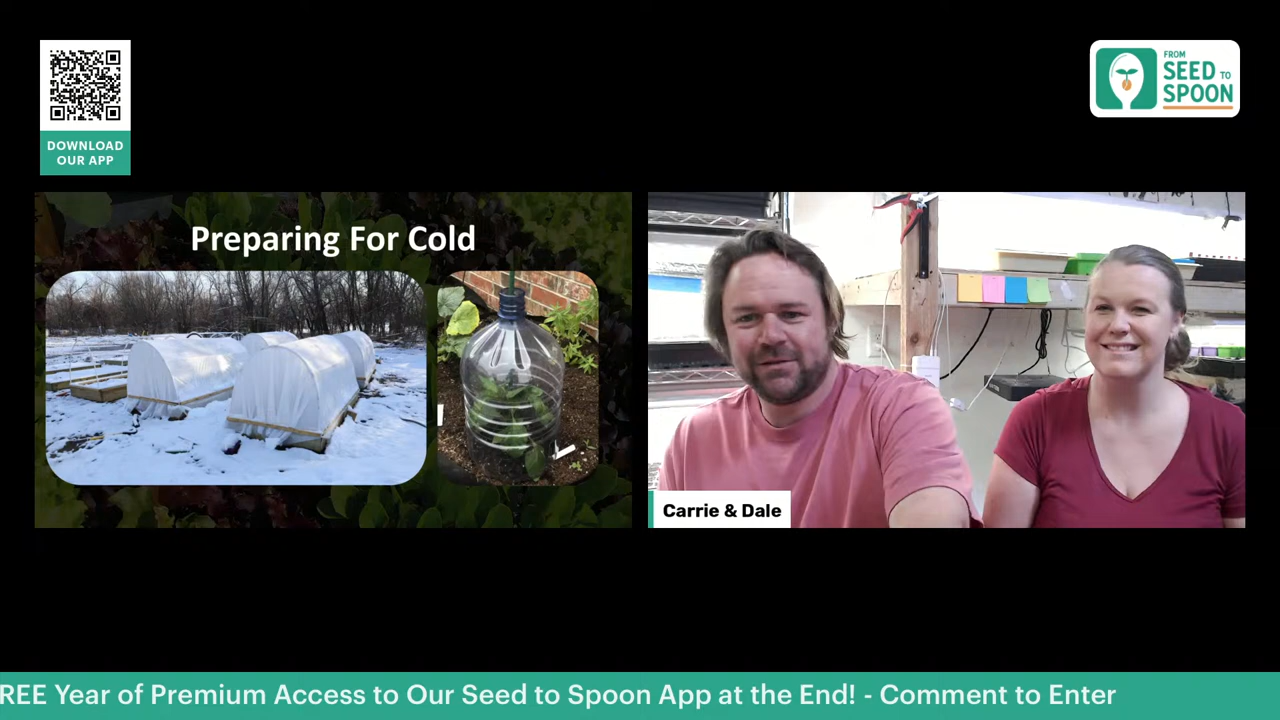 DOWNLOAD
OUR APP
FROM
SEED TO
SPOON
Preparing For Cold
Carrie & Dale
REE Year of Premium Access to Our Seed to Spoon App at the End! - Comment to Enter